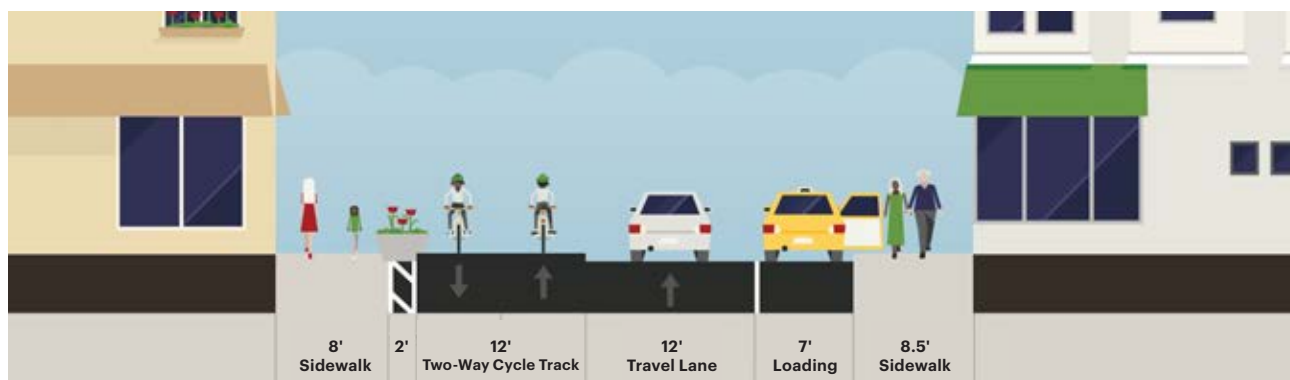 8'
Sidewalk
2'
12'
Two-Way Cycle Track
12'
Travel Lane
7'
Loading
8.5'
Sidewalk